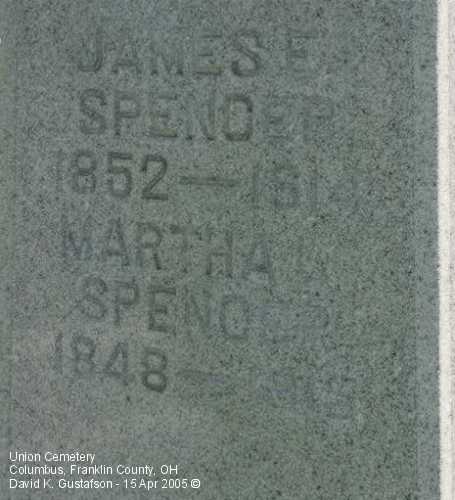 JAMES E.
SPENCER
1852
MARTHA
SPENCER
1848
Union Cemetery
Columbus, Franklin County, OH
David K. Gustafson - 15 Apr 2005 ©